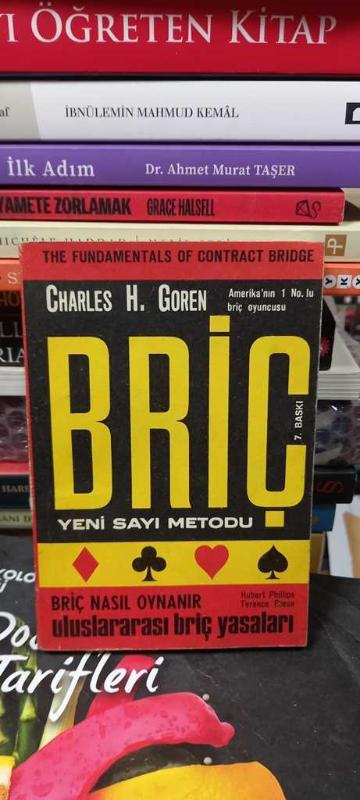 I ÖĞRETEN KİTAP
af
İBNÜLEMİN MAHMUD KEMÂL
İlk Adım
Dr. Ahmet Murat TAŞER
YAMETE ZORLAMAK
GRACE HALSELL
THE FUNDAMENTALS OF CONTRACT BRIDGE
CHARLES H. GOREN
Amerika'nın 1 No. lu
briç oyuncusu
BRİÇ
7. BASKI
YENİ SAYI METODU
BRİÇ NASIL OYNANIR
Hubert Phillips
Terence Reese
uluslararası briç yasaları
Tarifleri